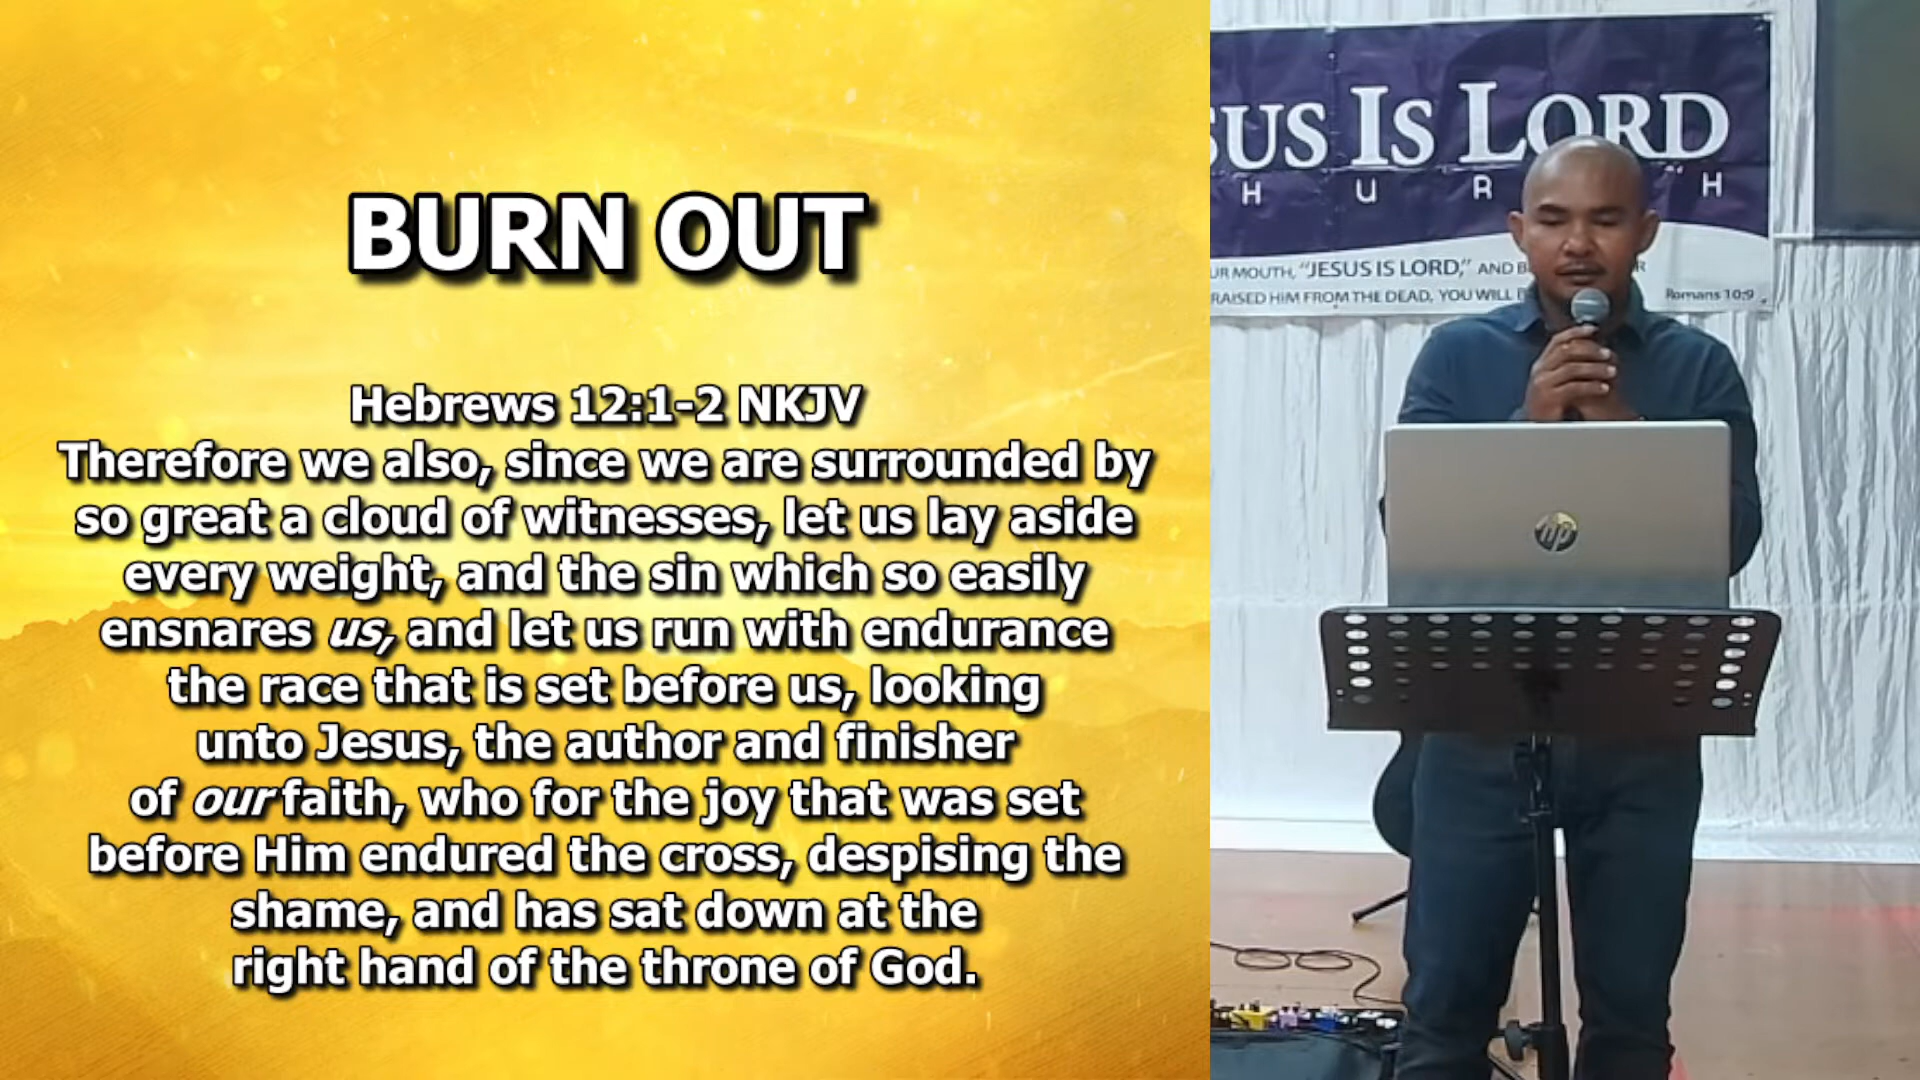 BURN OUT
Hebrews 12:1-2 NKJV
Therefore we also, since we are surrounded by
so great a cloud of witnesses, let us lay aside
every weight, and the sin which so easily
ensnares us, and let us run with endurance
the race that is set before us, looking
unto Jesus, the author and finisher
of our faith, who for the joy that was set
before Him endured the cross, despising the
shame, and has sat down at the
right hand of the throne of God.
SUS IS LORD
H U R H
UR MOUTH, "JESUS IS LORD," AND B R
RAISED HIM FROM THE DEAD, YOU WILL
Romans 10:9
hp